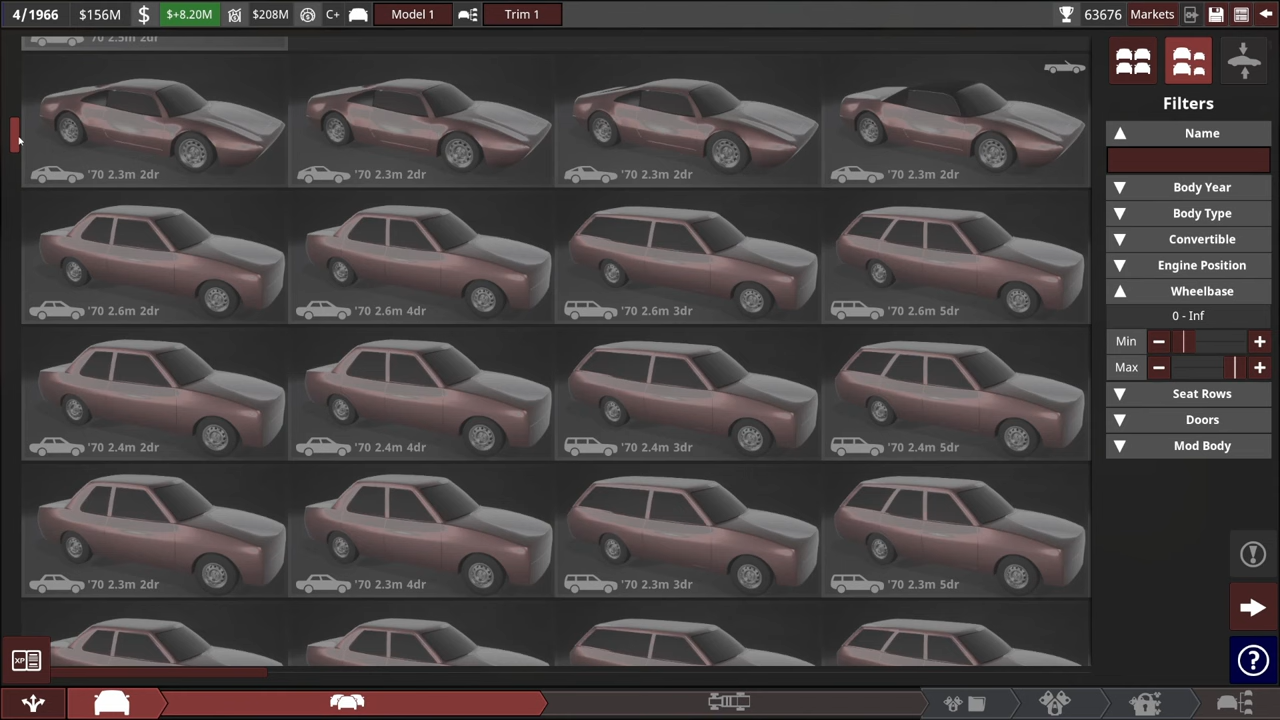 4/1966 $156M $ $+8.20M $208M C+ Model 1 Trim 1 63676 Markets
'70 2.5m 2dr
Filters
Name
'70 2.3m 2dr '70 2.3m 2dr '70 2.3m 2dr '70 2.3m 2dr
Body Year
Body Type
Convertible
Engine Position
Wheelbase
'70 2.6m 2dr '70 2.6m 4dr '70 2.6m 3dr '70 2.6m 5dr
0 - Inf
Min
Max
Seat Rows
Doors
Mod Body
'70 2.4m 2dr '70 2.4m 4dr '70 2.4m 3dr '70 2.4m 5dr
'70 2.3m 2dr '70 2.3m 4dr '70 2.3m 3dr '70 2.3m 5dr
XP
?